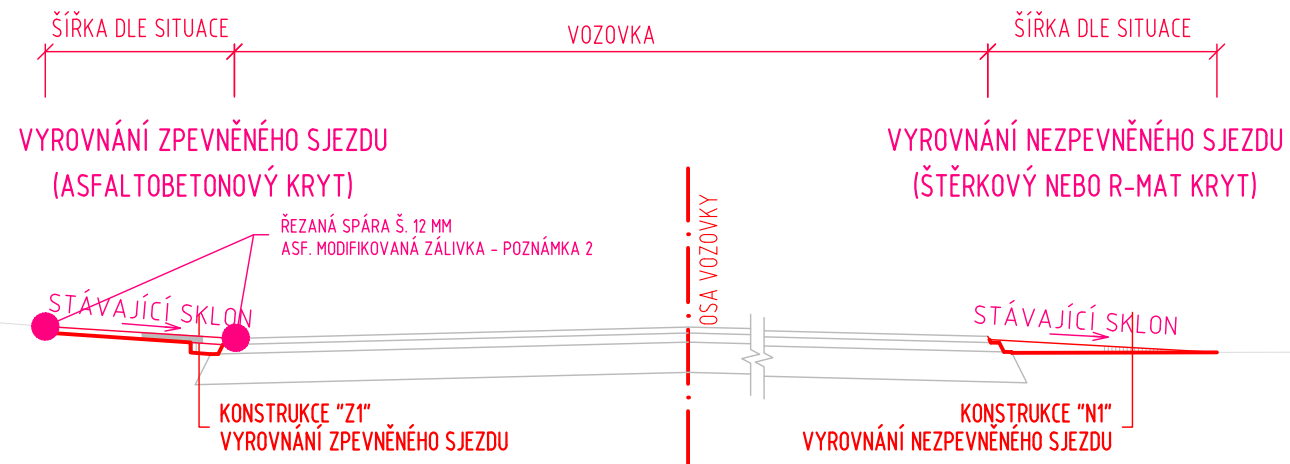 ŠÍŘKA DLE SITUACE
VOZOVKA
ŠÍŘKA DLE SITUACE
VYROVNÁNÍ ZPEVNĚNÉHO SJEZDU
(ASFALTOBETONOVÝ KRYT)
VYROVNÁNÍ NEZPEVNĚNÉHO SJEZDU
(ŠTĚRKOVÝ NEBO R-MAT KRYT)
ŘEZANÁ SPÁRA Š. 12 MM
ASF. MODIFIKOVANÁ ZÁLIVKA - POZNÁMKA 2
OSA VOZOVKY
STÁVAJÍCÍ SKLON
STÁVAJÍCÍ SKLON
KONSTRUKCE "Z1"
VYROVNÁNÍ ZPEVNĚNÉHO SJEZDU
KONSTRUKCE "N1"
VYROVNÁNÍ NEZPEVNĚNÉHO SJEZDU